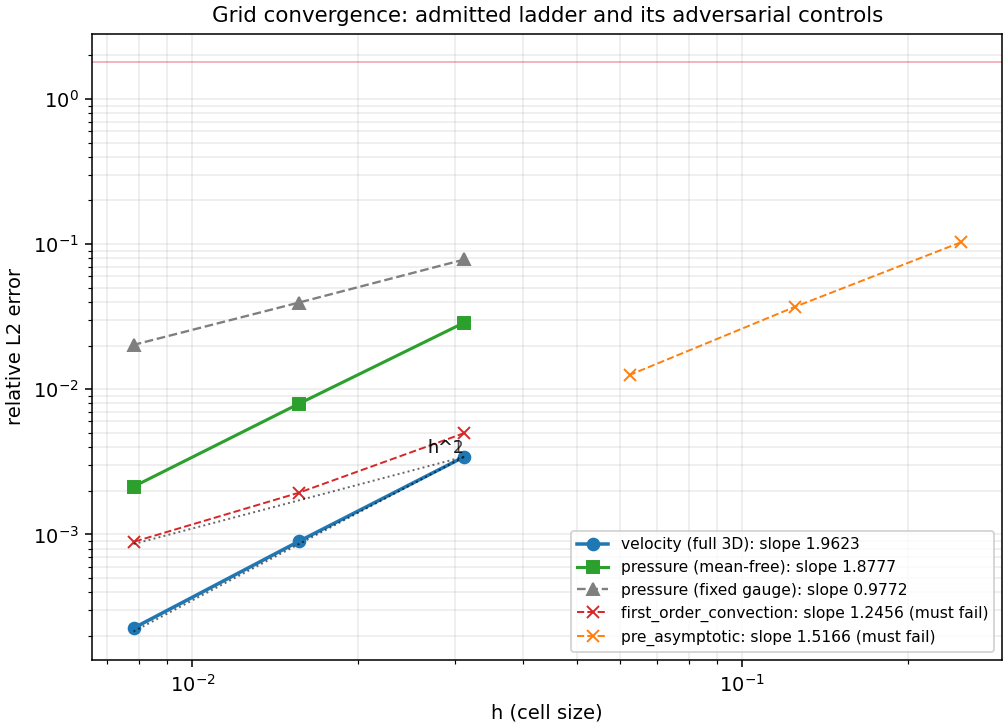 Grid convergence: admitted ladder and its adversarial controls
relative L2 error
10⁰
10⁻¹
10⁻²
10⁻³
h^2
velocity (full 3D): slope 1.9623
pressure (mean-free): slope 1.8777
pressure (fixed gauge): slope 0.9772
first_order_convection: slope 1.2456 (must fail)
pre_asymptotic: slope 1.5166 (must fail)
10⁻²
10⁻¹
h (cell size)